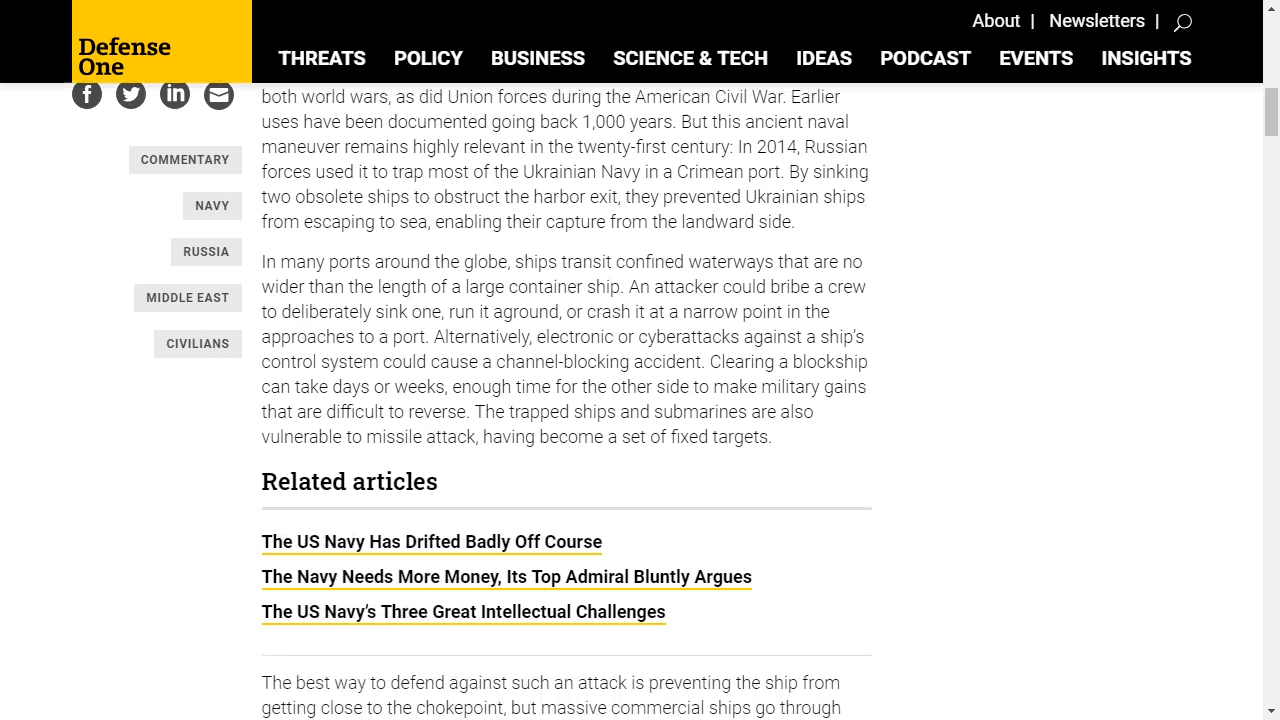 About | Newsletters |
Defense
One
THREATS POLICY BUSINESS SCIENCE & TECH IDEAS PODCAST EVENTS INSIGHTS
COMMENTARY
NAVY
RUSSIA
MIDDLE EAST
CIVILIANS
both world wars, as did Union forces during the American Civil War. Earlier
uses have been documented going back 1,000 years. But this ancient naval
maneuver remains highly relevant in the twenty-first century: In 2014, Russian
forces used it to trap most of the Ukrainian Navy in a Crimean port. By sinking
two obsolete ships to obstruct the harbor exit, they prevented Ukrainian ships
from escaping to sea, enabling their capture from the landward side.
In many ports around the globe, ships transit confined waterways that are no
wider than the length of a large container ship. An attacker could bribe a crew
to deliberately sink one, run it aground, or crash it at a narrow point in the
approaches to a port. Alternatively, electronic or cyberattacks against a ship's
control system could cause a channel-blocking accident. Clearing a blockship
can take days or weeks, enough time for the other side to make military gains
that are difficult to reverse. The trapped ships and submarines are also
vulnerable to missile attack, having become a set of fixed targets.
Related articles
The US Navy Has Drifted Badly Off Course
The Navy Needs More Money, Its Top Admiral Bluntly Argues
The US Navy's Three Great Intellectual Challenges
The best way to defend against such an attack is preventing the ship from
getting close to the chokepoint, but massive commercial ships go through